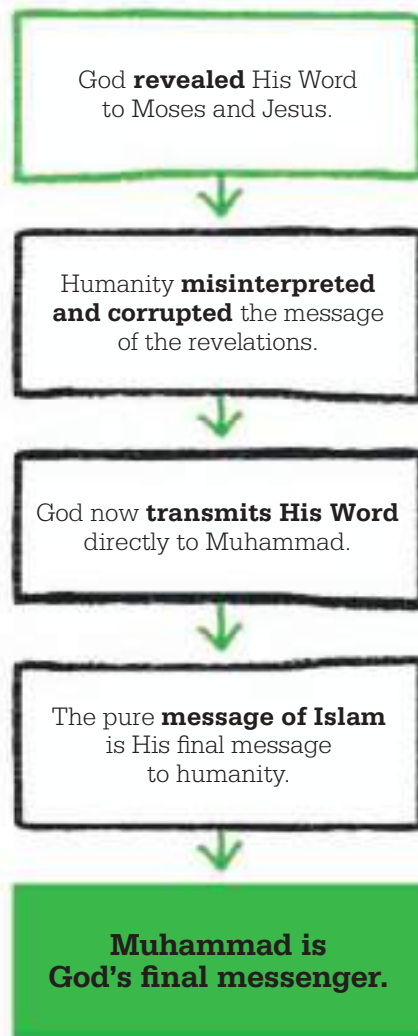 God revealed His Word
to Moses and Jesus.
Humanity misinterpreted
and corrupted the message
of the revelations.
God now transmits His Word
directly to Muhammad.
The pure message of Islam
is His final message
to humanity.
Muhammad is
God’s final messenger.